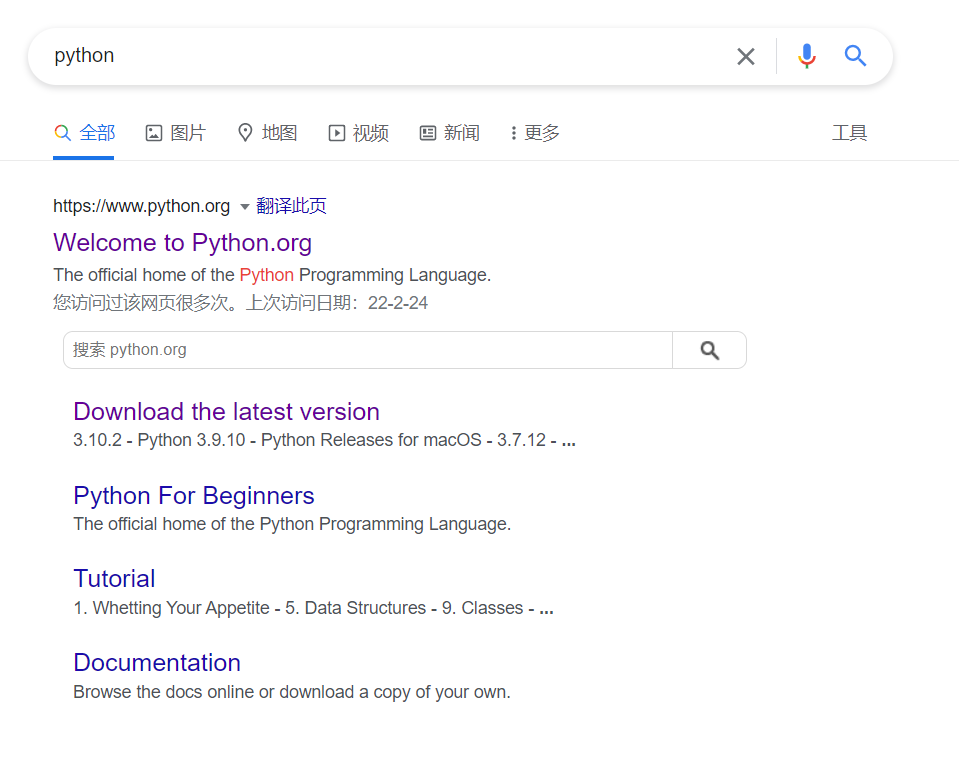 python
全部 图片 地图 视频 新闻 更多 工具
https://www.python.org 翻译此页
Welcome to Python.org
The official home of the Python Programming Language.
您访问过该网页很多次。上次访问日期：22-2-24
搜索 python.org
Download the latest version
3.10.2 - Python 3.9.10 - Python Releases for macOS - 3.7.12 - ...
Python For Beginners
The official home of the Python Programming Language.
Tutorial
1. Whetting Your Appetite - 5. Data Structures - 9. Classes - ...
Documentation
Browse the docs online or download a copy of your own.